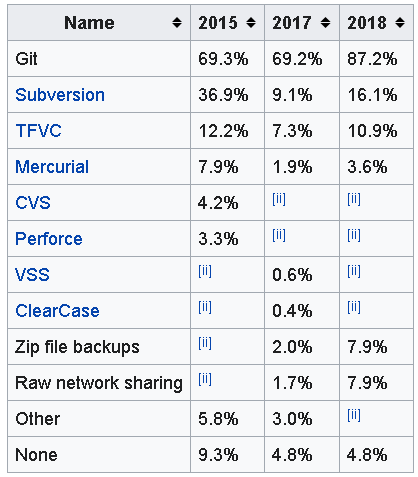 Name 2015 2017 2018
Git 69.3% 69.2% 87.2%
Subversion 36.9% 9.1% 16.1%
TFVC 12.2% 7.3% 10.9%
Mercurial 7.9% 1.9% 3.6%
CVS 4.2% [ii] [ii]
Perforce 3.3% [ii] [ii]
VSS [ii] 0.6% [ii]
ClearCase [ii] 0.4% [ii]
Zip file backups [ii] 2.0% 7.9%
Raw network sharing [ii] 1.7% 7.9%
Other 5.8% 3.0% [ii]
None 9.3% 4.8% 4.8%